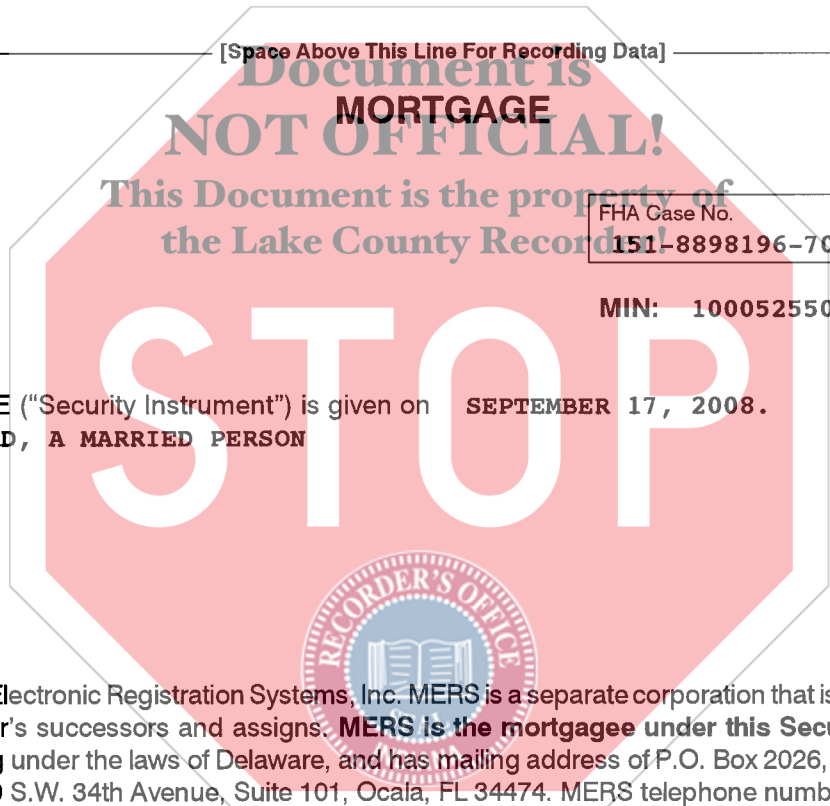 [Space Above This Line For Recording Data]
Document is
MORTGAGE
NOT OFFICIAL!
This Document is the property of
the Lake County Recorder!
FHA Case No.
151-8898196-70
MIN: 100052550
STOP
E (“Security Instrument”) is given on SEPTEMBER 17, 2008.
D, A MARRIED PERSON
RECORDER'S OFFICE
INDIANA
Electronic Registration Systems, Inc. MERS is a separate corporation that is
r's successors and assigns. MERS is the mortgagee under this Secu
g under the laws of Delaware, and has mailing address of P.O. Box 2026,
S.W. 34th Avenue, Suite 101, Ocala, FL 34474. MERS telephone numb